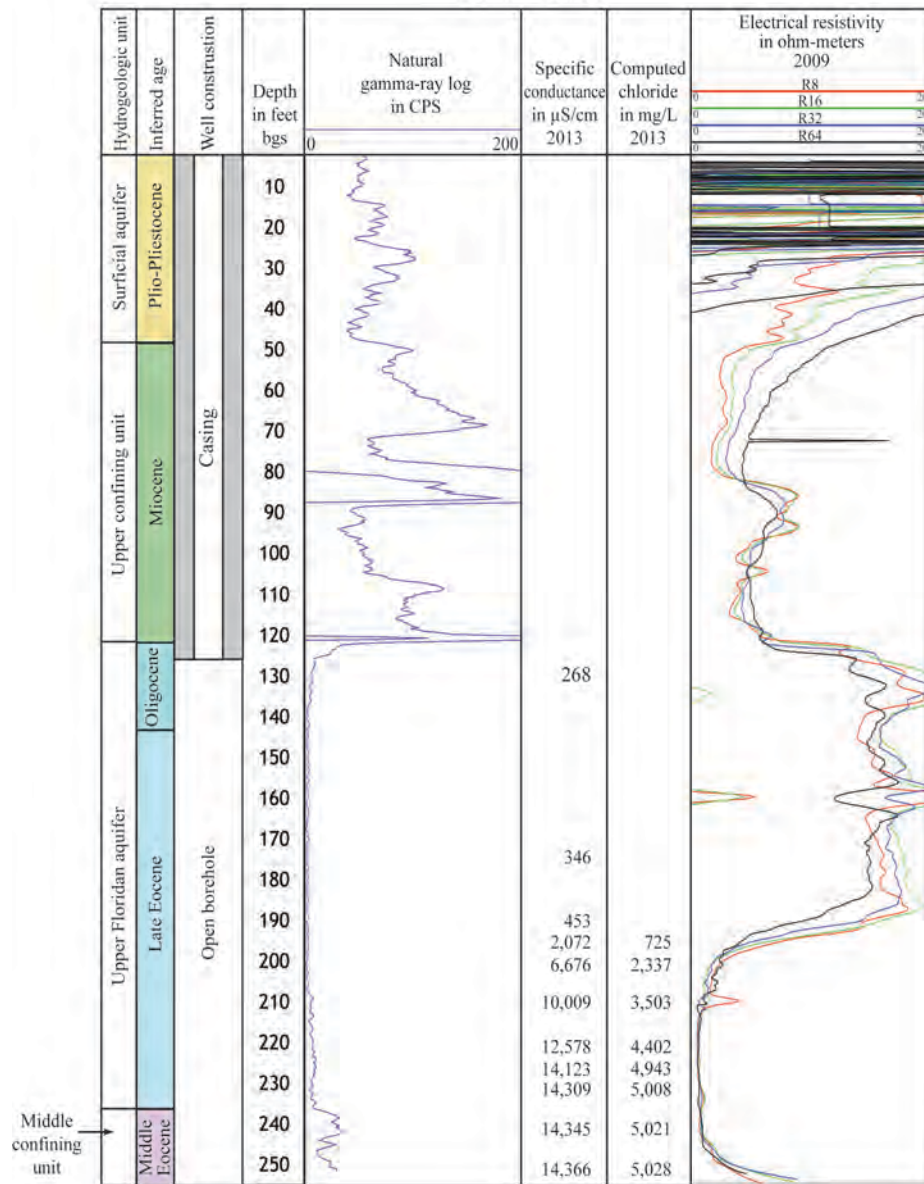 Hydrogeologic unit
Inferred age
Well construstion
Depth
in feet
bgs
Natural
gamma-ray log
in CPS
0 200
Specific
conductance
in µS/cm
2013
Computed
chloride
in mg/L
2013
Electrical resistivity
in ohm-meters
2009
R8
R16
R32
R64
Surficial aquifer
Upper confining unit
Upper Floridan aquifer
Middle
confining
unit
Plio-Pliestocene
Miocene
Oligocene
Late Eocene
Middle
Eocene
Casing
Open borehole
10
20
30
40
50
60
70
80
90
100
110
120
130
140
150
160
170
180
190
200
210
220
230
240
250
268
346
453
2,072 725
6,676 2,337
10,009 3,503
12,578 4,402
14,123 4,943
14,309 5,008
14,345 5,021
14,366 5,028